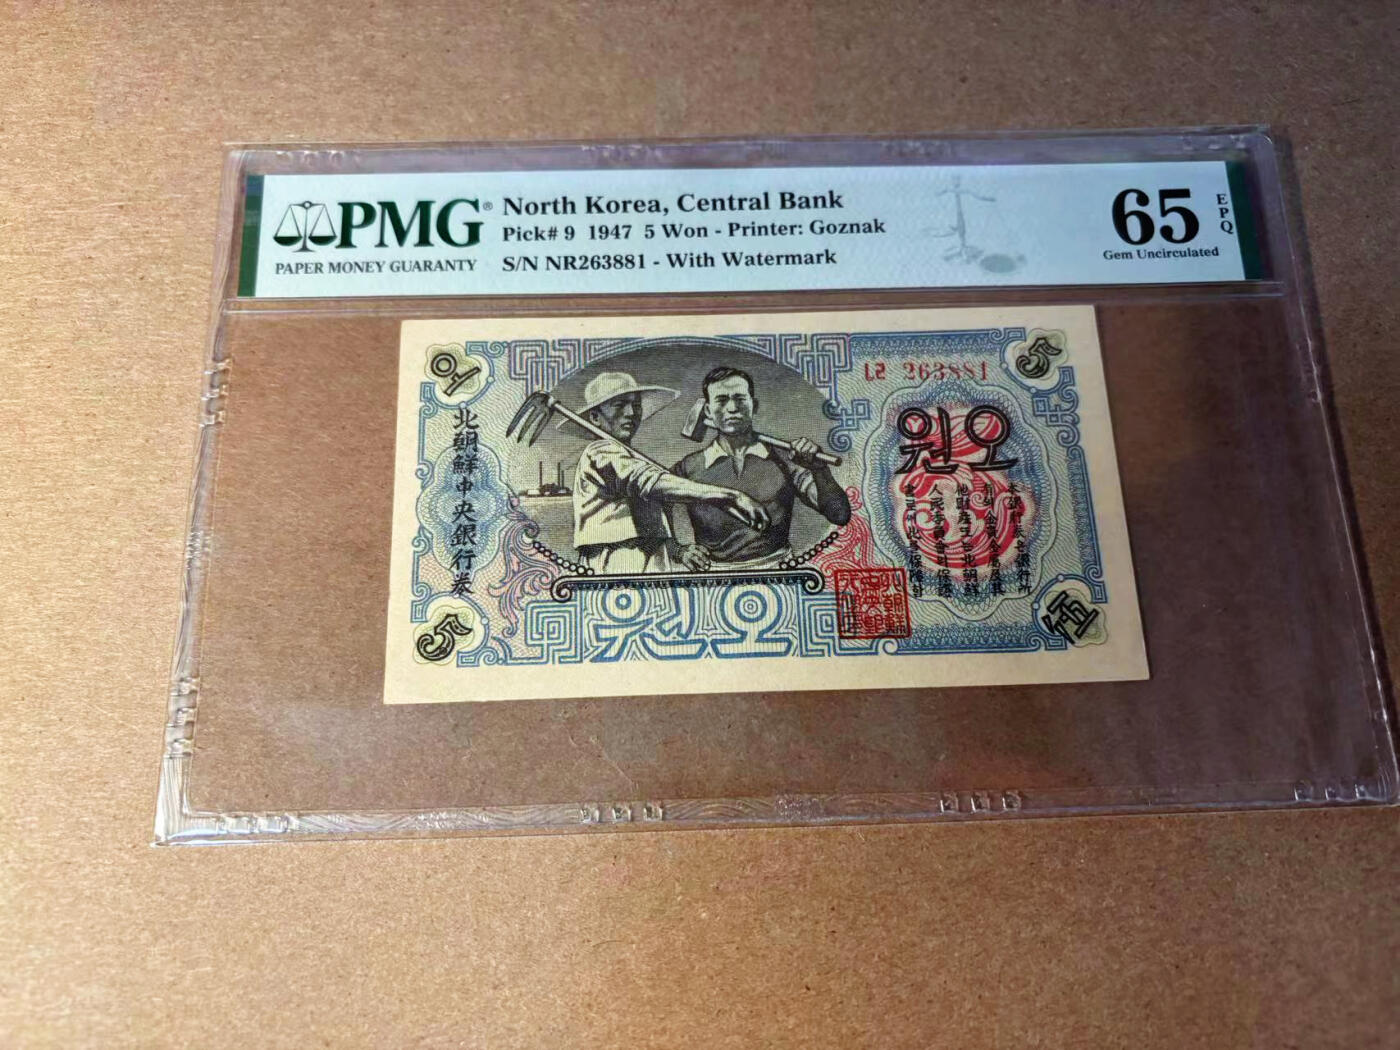 PMG®
PAPER MONEY GUARANTY
North Korea, Central Bank
Pick# 9 1947 5 Won - Printer: Goznak
S/N NR263881 - With Watermark
65
EPQ
Gem Uncirculated
오
5
ㄴㄹ 263881
北朝鮮中央銀行券
원오
원오
5
伍